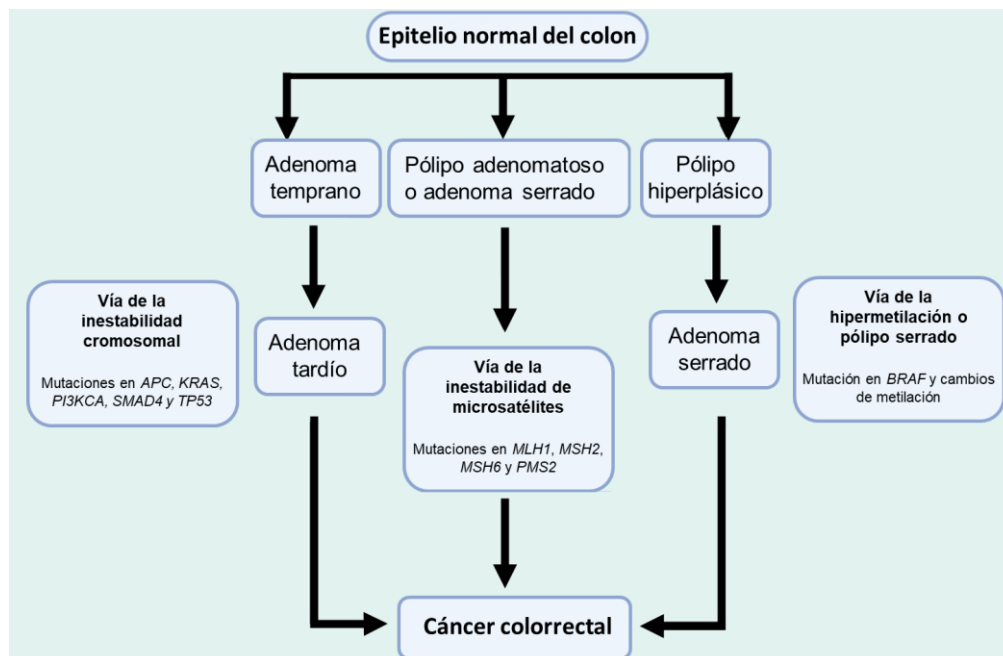 Epitelio normal del colon
Adenoma
temprano
Pólipo adenomatoso
o adenoma serrado
Pólipo
hiperplásico
Vía de la
inestabilidad
cromosomal
Mutaciones en APC, KRAS,
PI3KCA, SMAD4 y TP53
Adenoma
tardío
Vía de la
inestabilidad de
microsatélites
Mutaciones en MLH1, MSH2,
MSH6 y PMS2
Adenoma
serrado
Vía de la
hipermetilación o
pólipo serrado
Mutación en BRAF y cambios
de metilación
Cáncer colorrectal